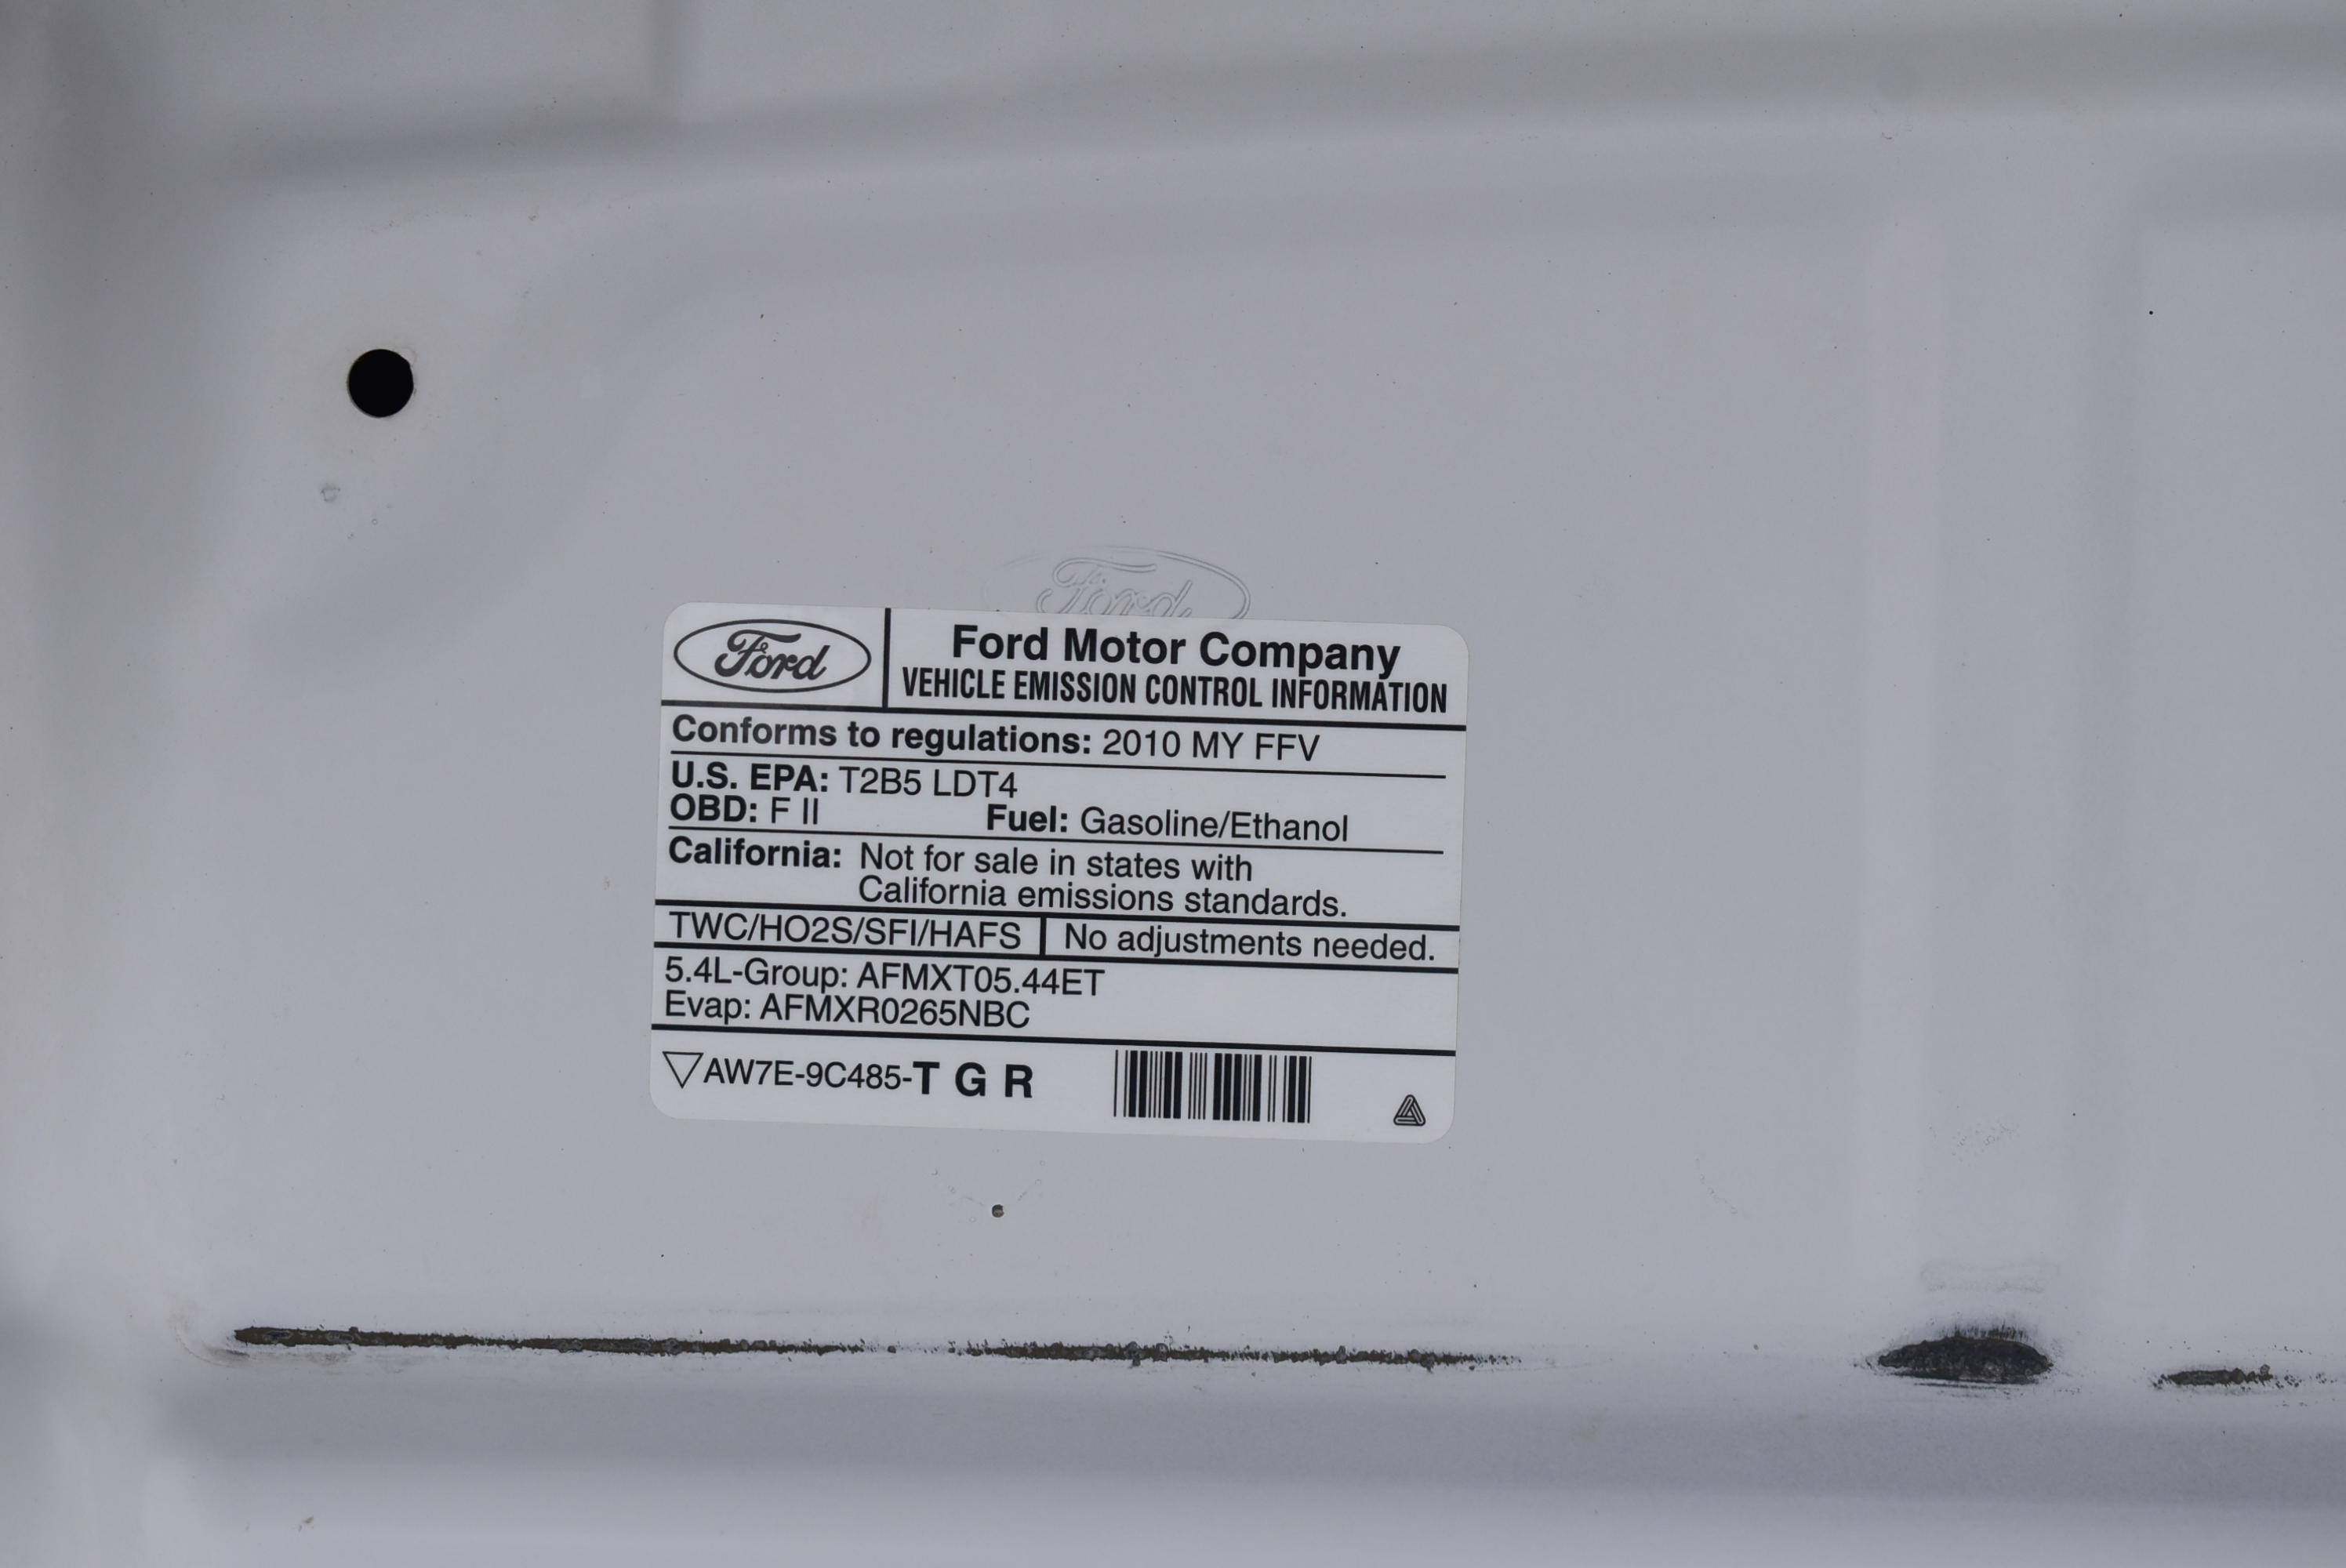 Ford
Ford Ford Motor Company
VEHICLE EMISSION CONTROL INFORMATION
Conforms to regulations: 2010 MY FFV
U.S. EPA: T2B5 LDT4
OBD: F II Fuel: Gasoline/Ethanol
California: Not for sale in states with
California emissions standards.
TWC/HO2S/SFI/HAFS No adjustments needed.
5.4L-Group: AFMXT05.44ET
Evap: AFMXR0265NBC
AW7E-9C485-T G R